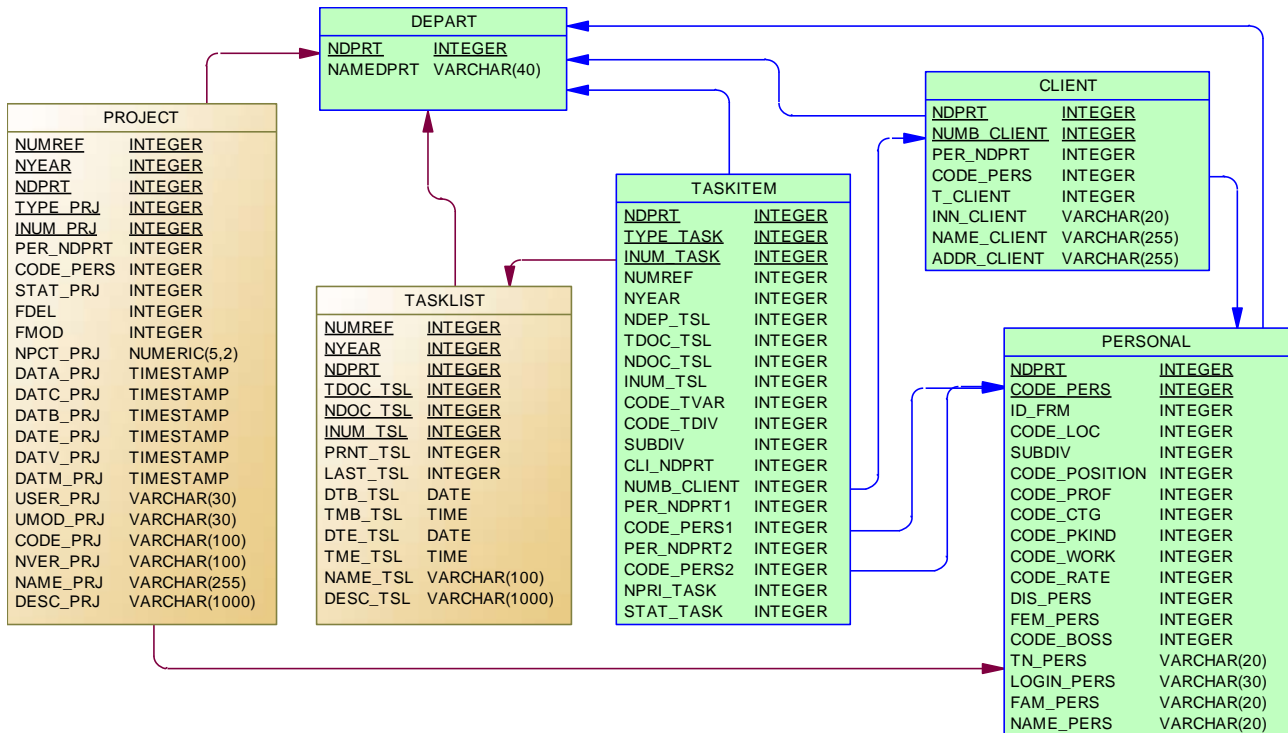 DEPART
NDPRT INTEGER
NAMEDPRT VARCHAR(40)
PROJECT
NUMREF INTEGER
NYEAR INTEGER
NDPRT INTEGER
TYPE_PRJ INTEGER
INUM_PRJ INTEGER
PER_NDPRT INTEGER
CODE_PERS INTEGER
STAT_PRJ INTEGER
FDEL INTEGER
FMOD INTEGER
NPCT_PRJ NUMERIC(5,2)
DATA_PRJ TIMESTAMP
DATC_PRJ TIMESTAMP
DATB_PRJ TIMESTAMP
DATE_PRJ TIMESTAMP
DATV_PRJ TIMESTAMP
DATM_PRJ TIMESTAMP
USER_PRJ VARCHAR(30)
UMOD_PRJ VARCHAR(30)
CODE_PRJ VARCHAR(100)
NVER_PRJ VARCHAR(100)
NAME_PRJ VARCHAR(255)
DESC_PRJ VARCHAR(1000)
TASKLIST
NUMREF INTEGER
NYEAR INTEGER
NDPRT INTEGER
TDOC_TSL INTEGER
NDOC_TSL INTEGER
INUM_TSL INTEGER
PRNT_TSL INTEGER
LAST_TSL INTEGER
DTB_TSL DATE
TMB_TSL TIME
DTE_TSL DATE
TME_TSL TIME
NAME_TSL VARCHAR(100)
DESC_TSL VARCHAR(1000)
TASKITEM
NDPRT INTEGER
TYPE_TASK INTEGER
INUM_TASK INTEGER
NUMREF INTEGER
NYEAR INTEGER
NDEP_TSL INTEGER
TDOC_TSL INTEGER
NDOC_TSL INTEGER
INUM_TSL INTEGER
CODE_TVAR INTEGER
CODE_TDIV INTEGER
SUBDIV INTEGER
CLI_NDPRT INTEGER
NUMB_CLIENT INTEGER
PER_NDPRT1 INTEGER
CODE_PERS1 INTEGER
PER_NDPRT2 INTEGER
CODE_PERS2 INTEGER
NPRI_TASK INTEGER
STAT_TASK INTEGER
CLIENT
NDPRT INTEGER
NUMB_CLIENT INTEGER
PER_NDPRT INTEGER
CODE_PERS INTEGER
T_CLIENT INTEGER
INN_CLIENT VARCHAR(20)
NAME_CLIENT VARCHAR(255)
ADDR_CLIENT VARCHAR(255)
PERSONAL
NDPRT INTEGER
CODE_PERS INTEGER
ID_FRM INTEGER
CODE_LOC INTEGER
SUBDIV INTEGER
CODE_POSITION INTEGER
CODE_PROF INTEGER
CODE_CTG INTEGER
CODE_PKIND INTEGER
CODE_WORK INTEGER
CODE_RATE INTEGER
DIS_PERS INTEGER
FEM_PERS INTEGER
CODE_BOSS INTEGER
TN_PERS VARCHAR(20)
LOGIN_PERS VARCHAR(30)
FAM_PERS VARCHAR(20)
NAME_PERS VARCHAR(20)